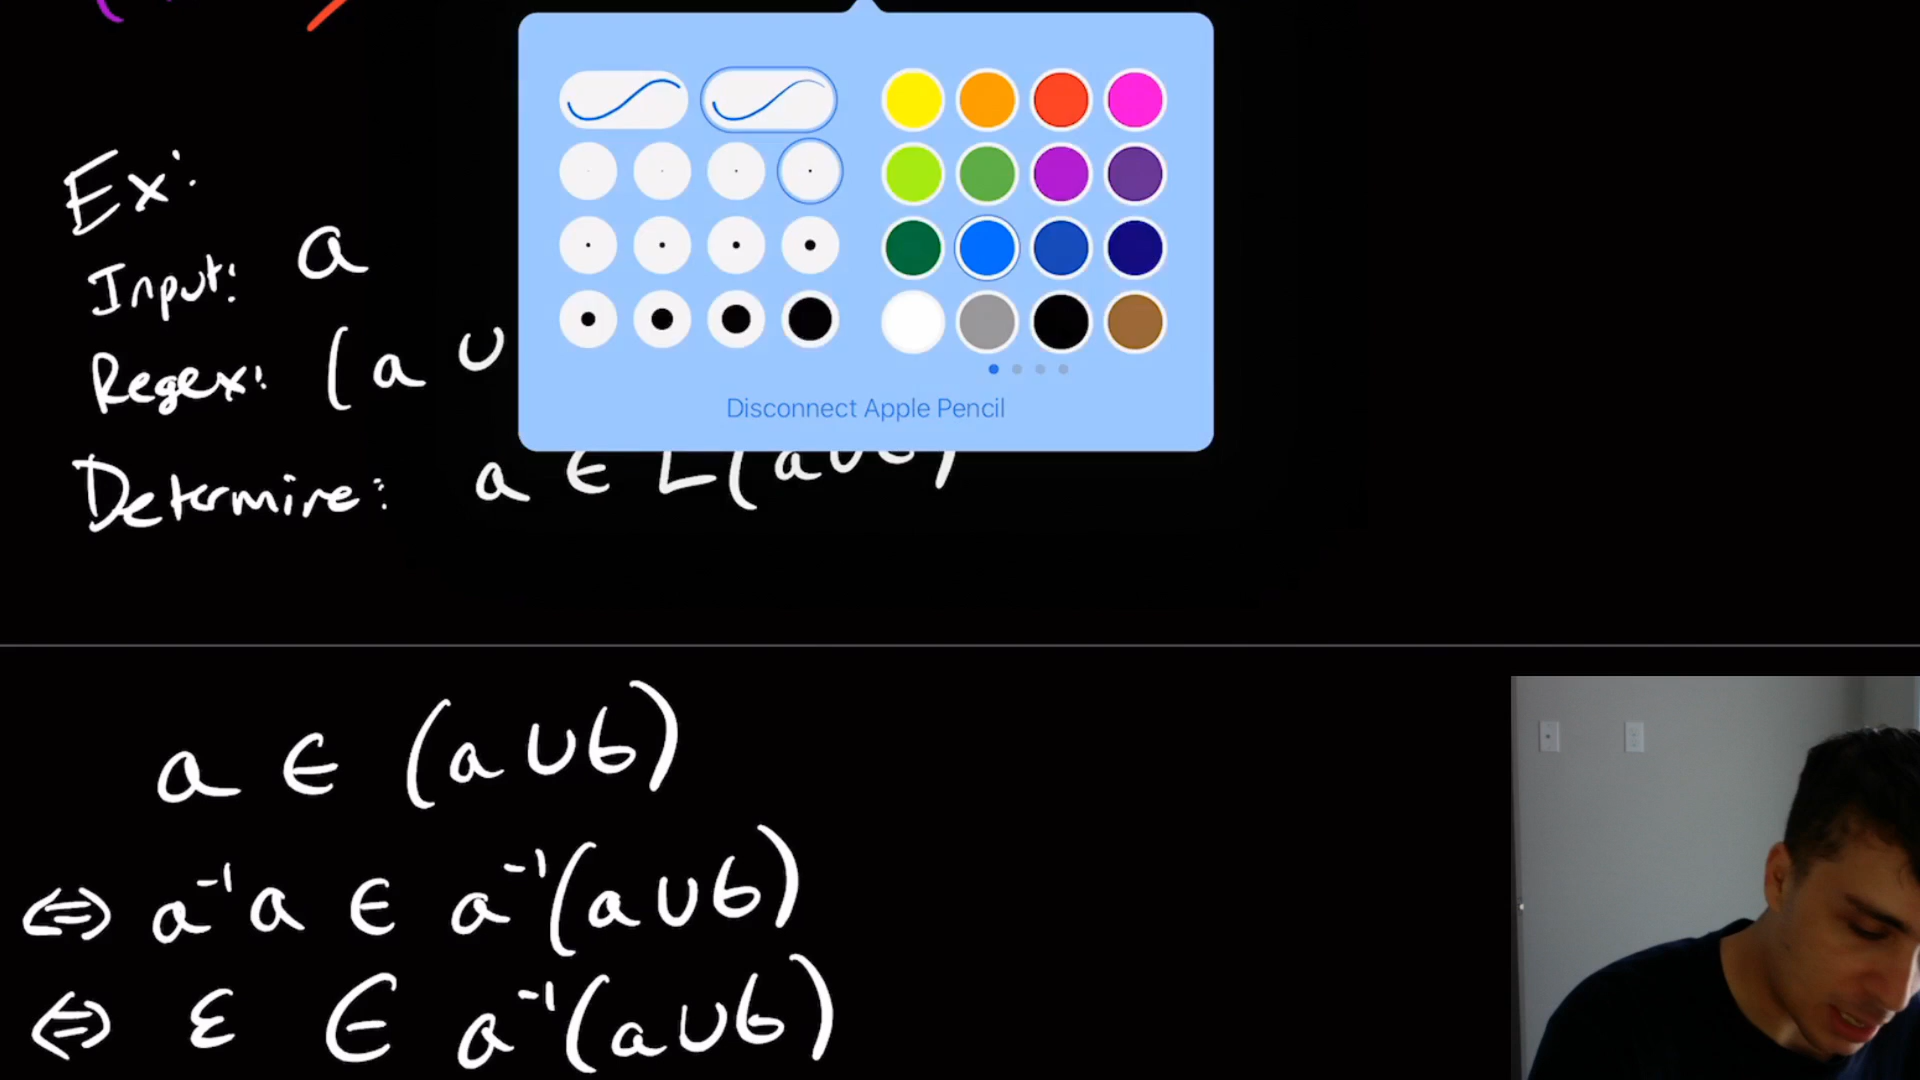 Ex:
Input: a
Regex: (a ∪
Disconnect Apple Pencil
Determine: a ∈ L(a∪b)
a ∈ (a∪b)
⇔ a⁻¹a ∈ a⁻¹(a∪b)
⇔ ε ∈ a⁻¹(a∪b)